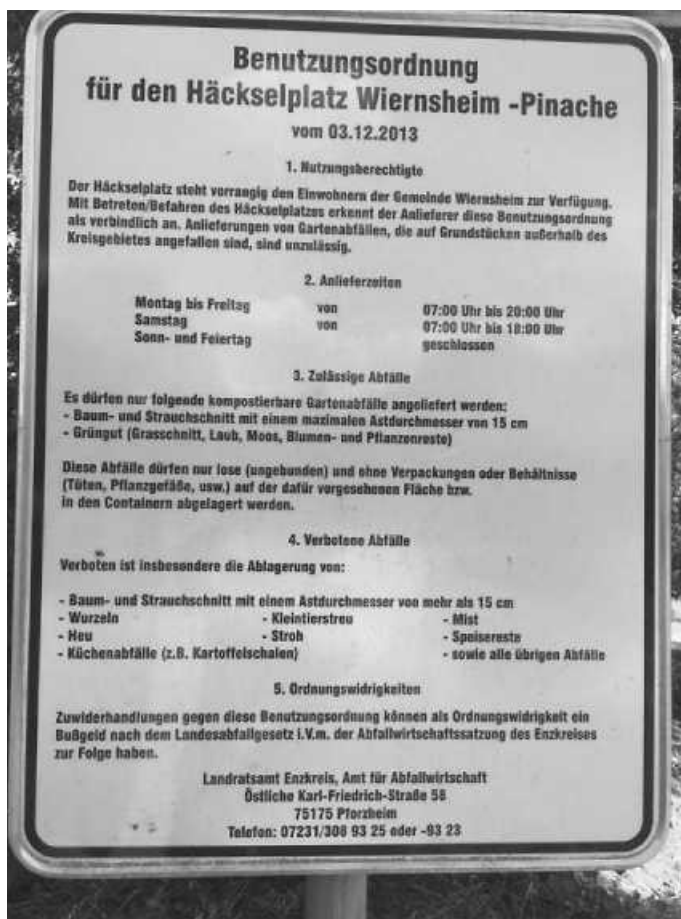 Benutzungsordnung
für den Häckselplatz Wiernsheim -Pinache
vom 03.12.2013
1. Nutzungsberechtigte
Der Häckselplatz steht vorrangig den Einwohnern der Gemeinde Wiernsheim zur Verfügung.
Mit Betreten/Befahren des Häckselplatzes erkennt der Anlieferer diese Benutzungsordnung
als verbindlich an. Anlieferungen von Gartenabfällen, die auf Grundstücken außerhalb des
Kreisgebietes angefallen sind, sind unzulässig.
2. Anlieferzeiten
Montag bis Freitag von 07:00 Uhr bis 20:00 Uhr
Samstag von 07:00 Uhr bis 18:00 Uhr
Sonn- und Feiertag geschlossen
3. Zulässige Abfälle
Es dürfen nur folgende kompostierbare Gartenabfälle angeliefert werden:
- Baum- und Strauchschnitt mit einem maximalen Astdurchmesser von 15 cm
- Grüngut (Grasschnitt, Laub, Moos, Blumen- und Pflanzenreste)
Diese Abfälle dürfen nur lose (ungebunden) und ohne Verpackungen oder Behältnisse
(Tüten, Pflanzgefäße, usw.) auf der dafür vorgesehenen Fläche bzw.
in den Containern abgelagert werden.
4. Verbotene Abfälle
Verboten ist insbesondere die Ablagerung von:
- Baum- und Strauchschnitt mit einem Astdurchmesser von mehr als 15 cm
- Wurzeln - Kleintierstreu - Mist
- Heu - Stroh - Speisereste
- Küchenabfälle (z.B. Kartoffelschalen) - sowie alle übrigen Abfälle
5. Ordnungswidrigkeiten
Zuwiderhandlungen gegen diese Benutzungsordnung können als Ordnungswidrigkeit ein
Bußgeld nach dem Landesabfallgesetz i.V.m. der Abfallwirtschaftssatzung des Enzkreises
zur Folge haben.
Landratsamt Enzkreis, Amt für Abfallwirtschaft
Östliche Karl-Friedrich-Straße 58
75175 Pforzheim
Telefon: 07231/308 93 25 oder -93 23